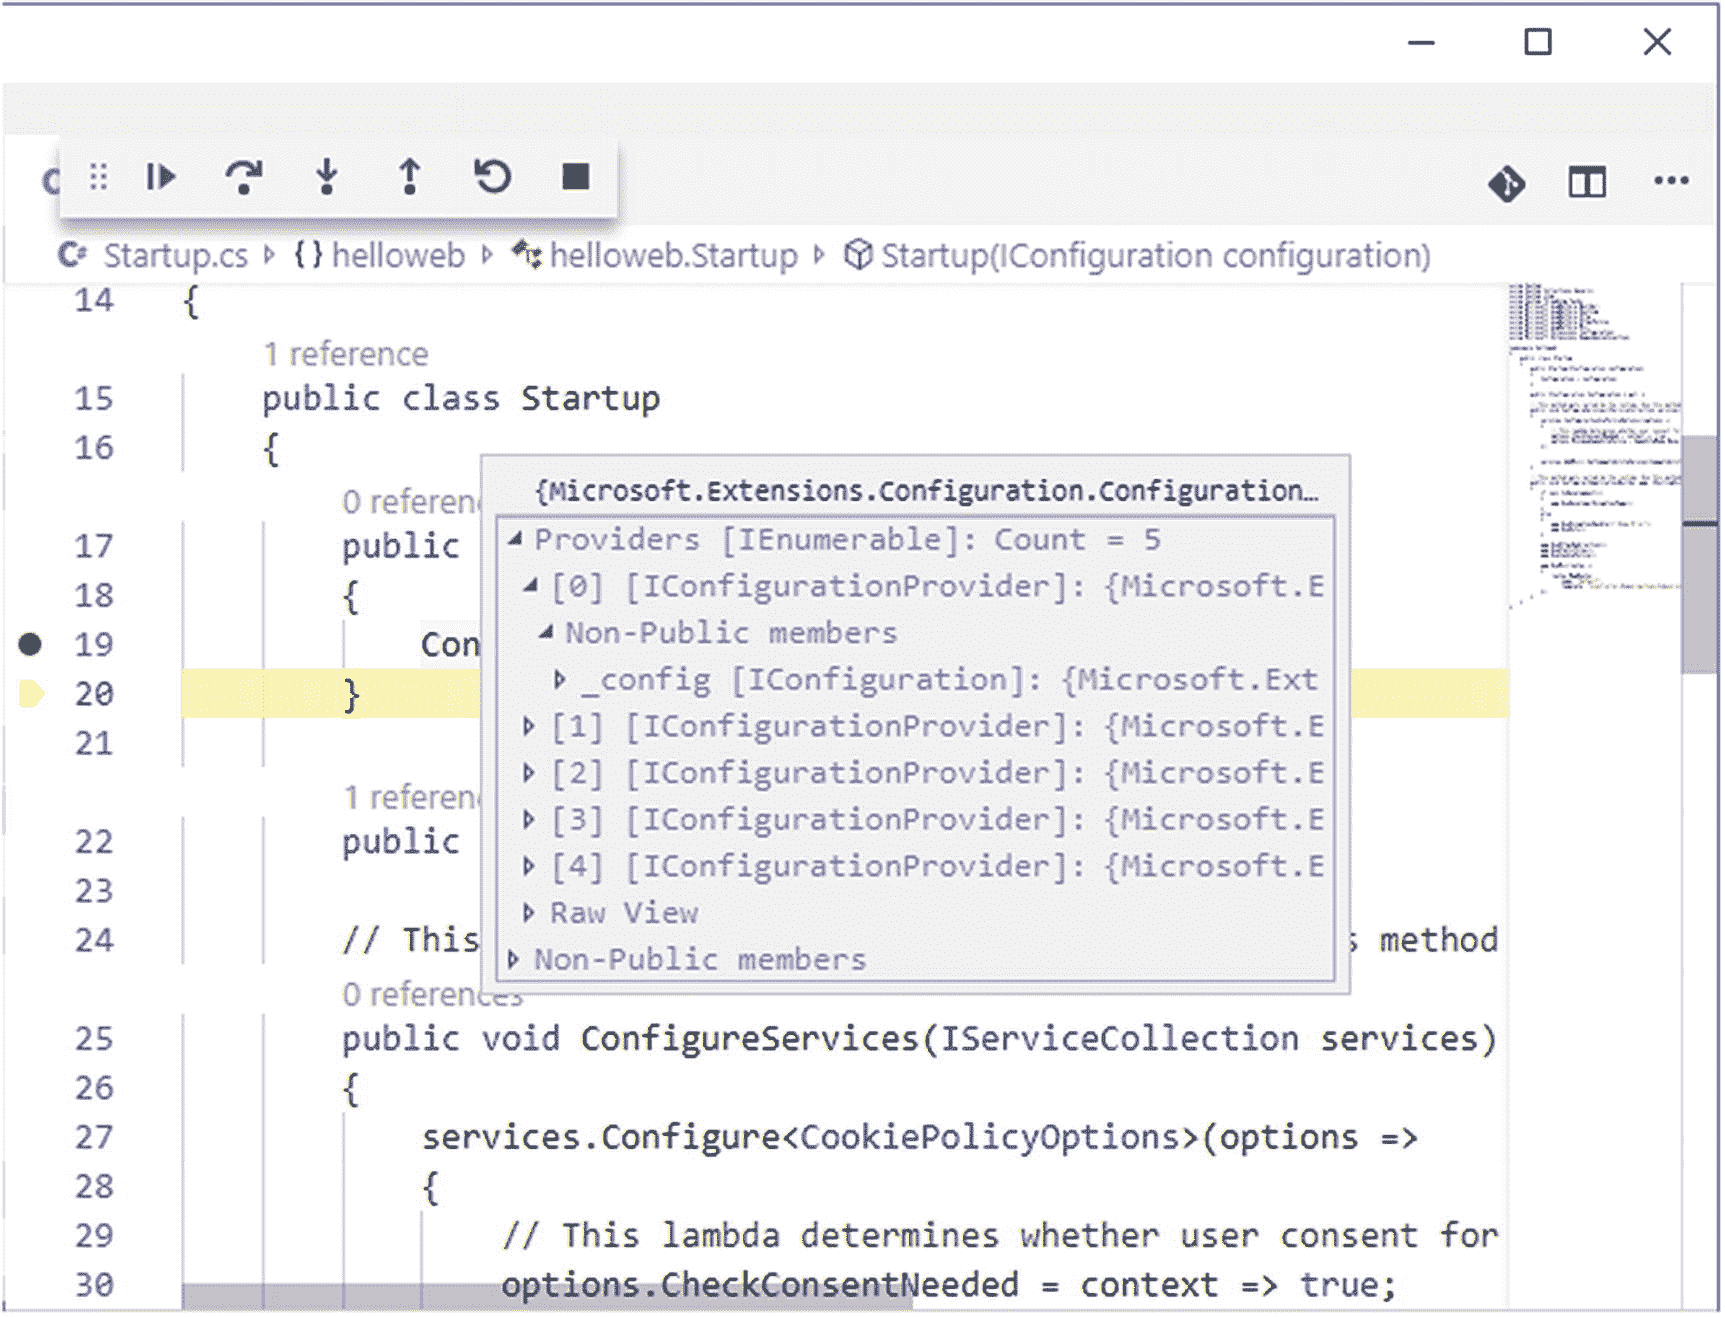 C# Startup.cs {} helloweb helloweb.Startup Startup(IConfiguration configuration)
14 {
1 reference
15 public class Startup
16 {
0 referenc
17 public
18 {
19 Con
20 }
21
1 referenc
22 public
23
24 // This s method
0 references
25 public void ConfigureServices(IServiceCollection services)
26 {
27 services.Configure<CookiePolicyOptions>(options =>
28 {
29 // This lambda determines whether user consent for
30 options.CheckConsentNeeded = context => true;
{Microsoft.Extensions.Configuration.Configuration…
Providers [IEnumerable]: Count = 5
[0] [IConfigurationProvider]: {Microsoft.E
Non-Public members
_config [IConfiguration]: {Microsoft.Ext
[1] [IConfigurationProvider]: {Microsoft.E
[2] [IConfigurationProvider]: {Microsoft.E
[3] [IConfigurationProvider]: {Microsoft.E
[4] [IConfigurationProvider]: {Microsoft.E
Raw View
Non-Public members